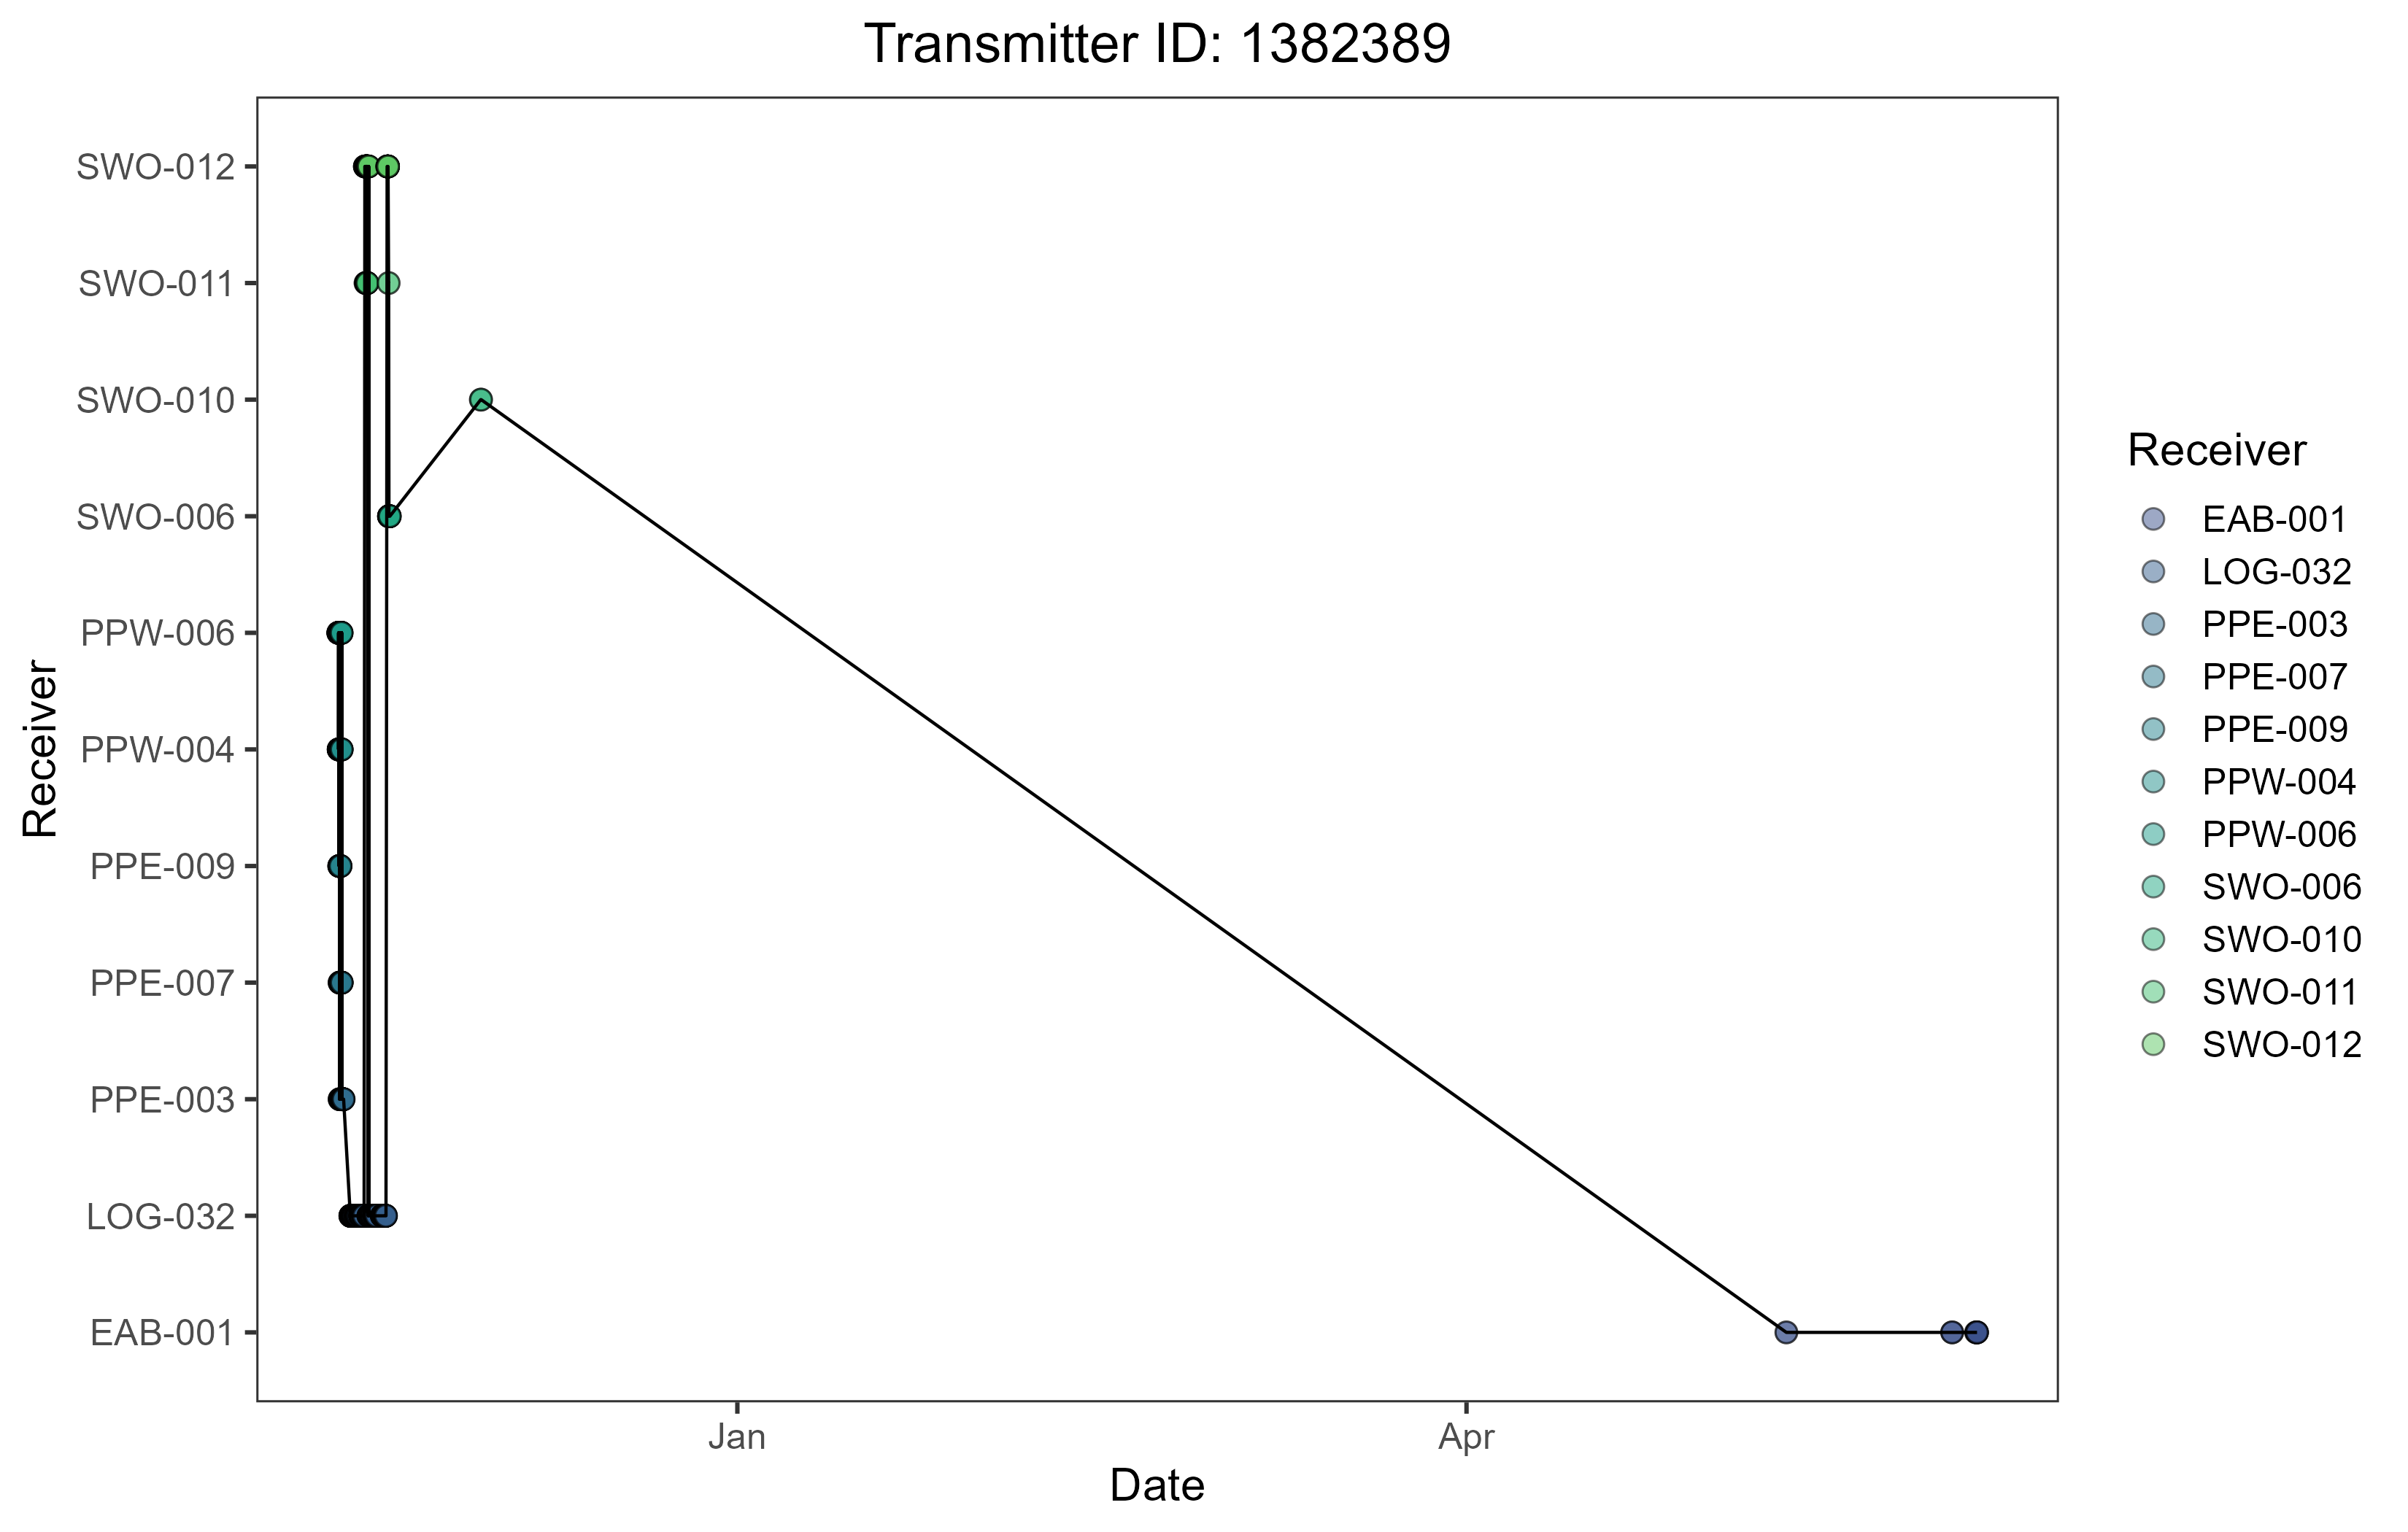 Transmitter ID: 1382389
Receiver
SWO-012
SWO-011
SWO-010
SWO-006
PPW-006
PPW-004
PPE-009
PPE-007
PPE-003
LOG-032
EAB-001
Jan
Apr
Date
Receiver
EAB-001
LOG-032
PPE-003
PPE-007
PPE-009
PPW-004
PPW-006
SWO-006
SWO-010
SWO-011
SWO-012